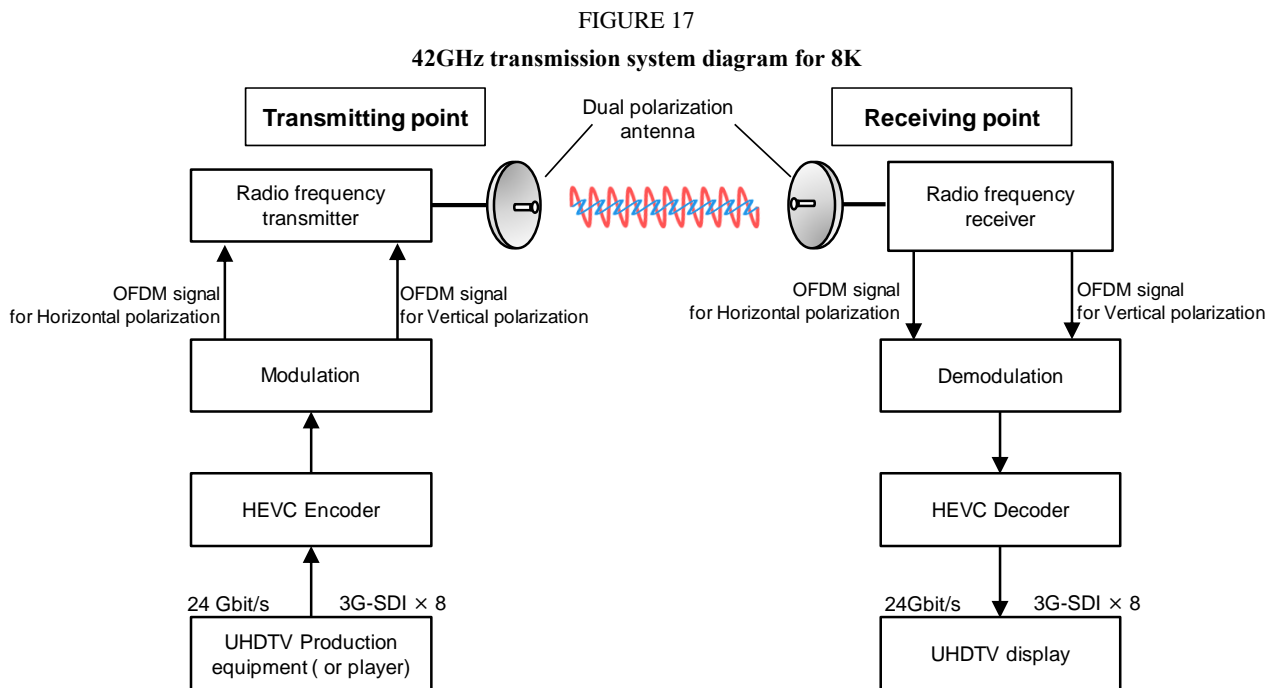 FIGURE 17
42GHz transmission system diagram for 8K
Transmitting point
Dual polarization
antenna
Receiving point
Radio frequency
transmitter
Radio frequency
receiver
OFDM signal
for Horizontal polarization
OFDM signal
for Vertical polarization
OFDM signal
for Horizontal polarization
OFDM signal
for Vertical polarization
Modulation
Demodulation
HEVC Encoder
HEVC Decoder
24 Gbit/s
3G-SDI × 8
24Gbit/s
3G-SDI × 8
UHDTV Production
equipment ( or player)
UHDTV display